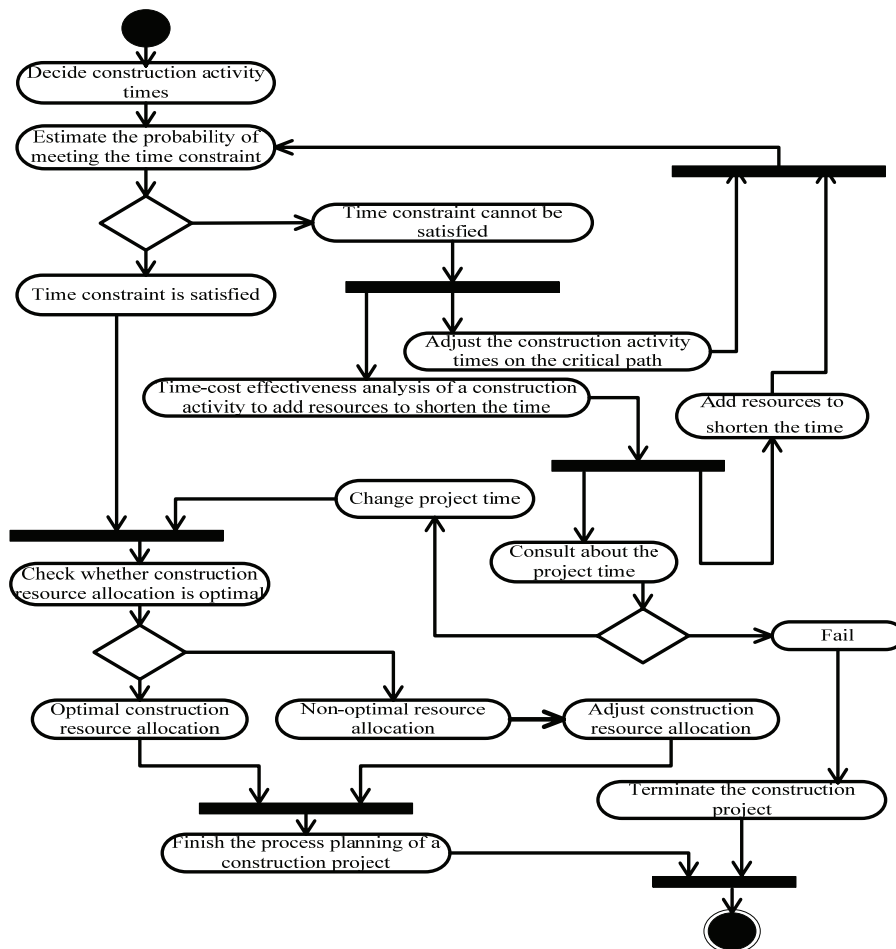 Decide construction activity
times
Estimate the probability of
meeting the time constraint
Time constraint cannot be
satisfied
Time constraint is satisfied
Adjust the construction activity
times on the critical path
Time-cost effectiveness analysis of a construction
activity to add resources to shorten the time
Add resources to
shorten the time
Change project time
Consult about the
project time
Check whether construction
resource allocation is optimal
Fail
Optimal construction
resource allocation
Non-optimal resource
allocation
Adjust construction
resource allocation
Terminate the construction
project
Finish the process planning of a
construction project